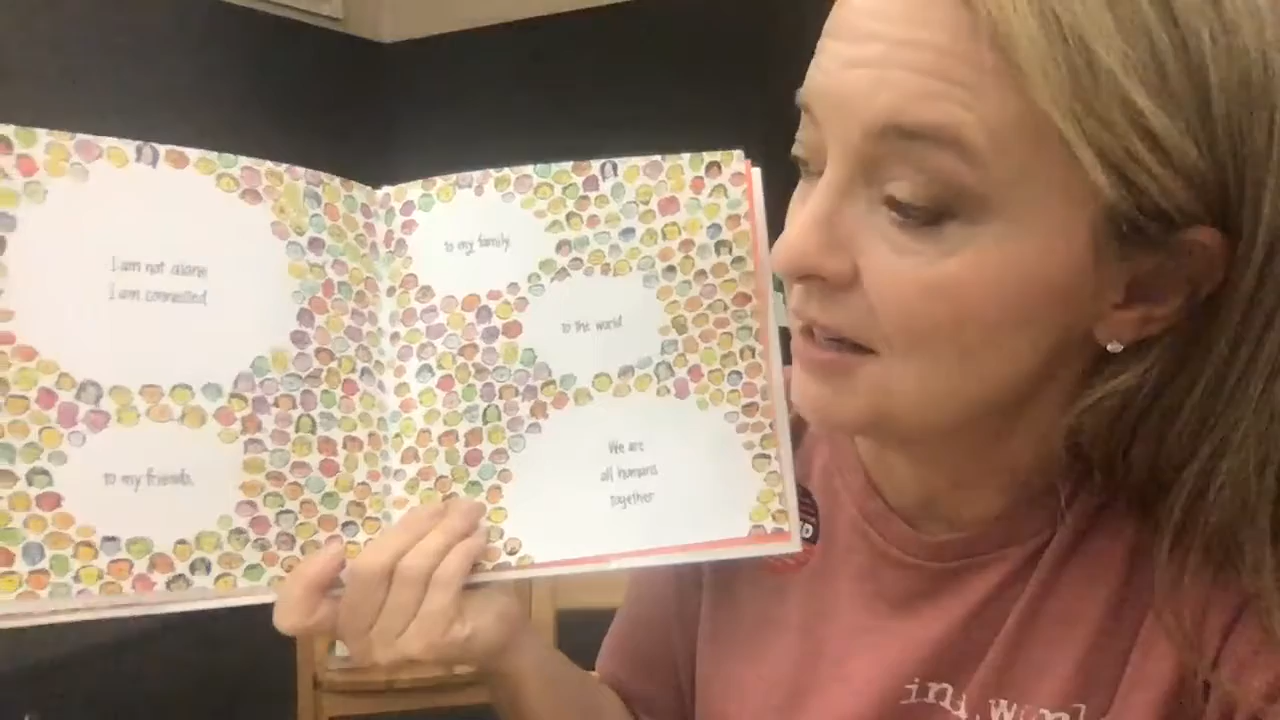 I am not alone
I am connected
to my friends,
to my family,
to the world.
We are
all humans
together